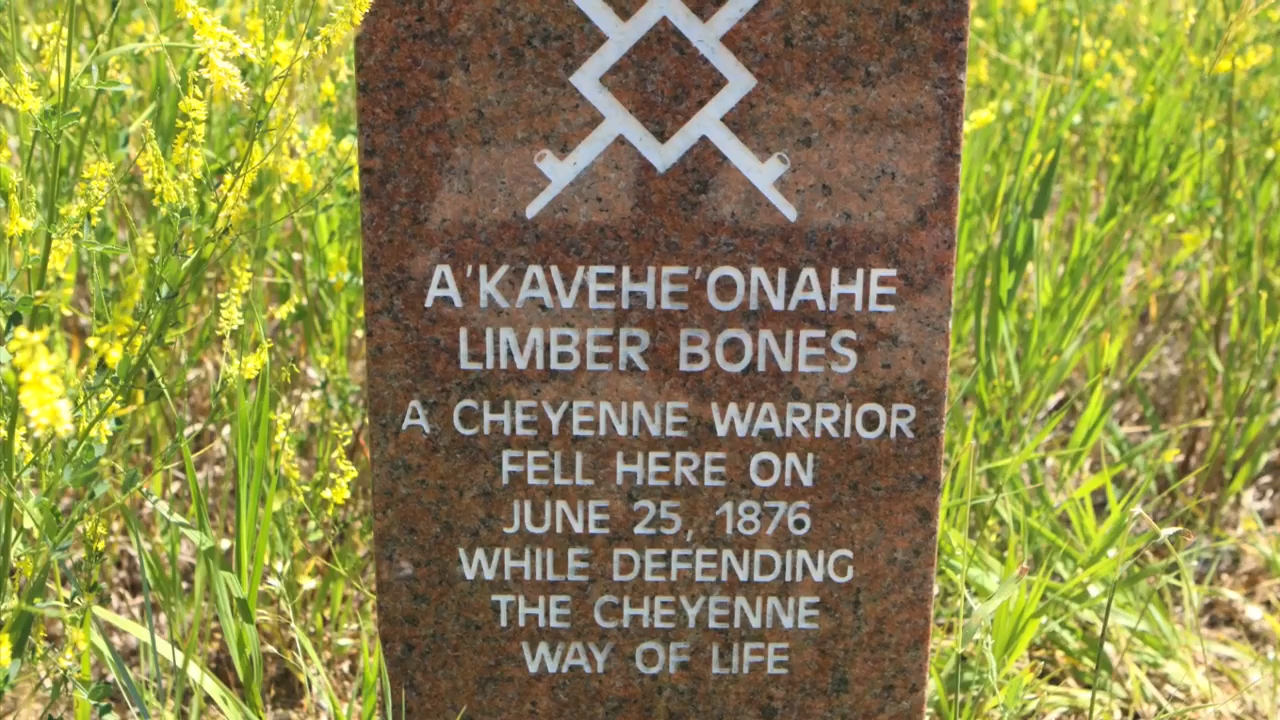 A'KAVEHE'ONAHE
LIMBER BONES
A CHEYENNE WARRIOR
FELL HERE ON
JUNE 25, 1876
WHILE DEFENDING
THE CHEYENNE
WAY OF LIFE